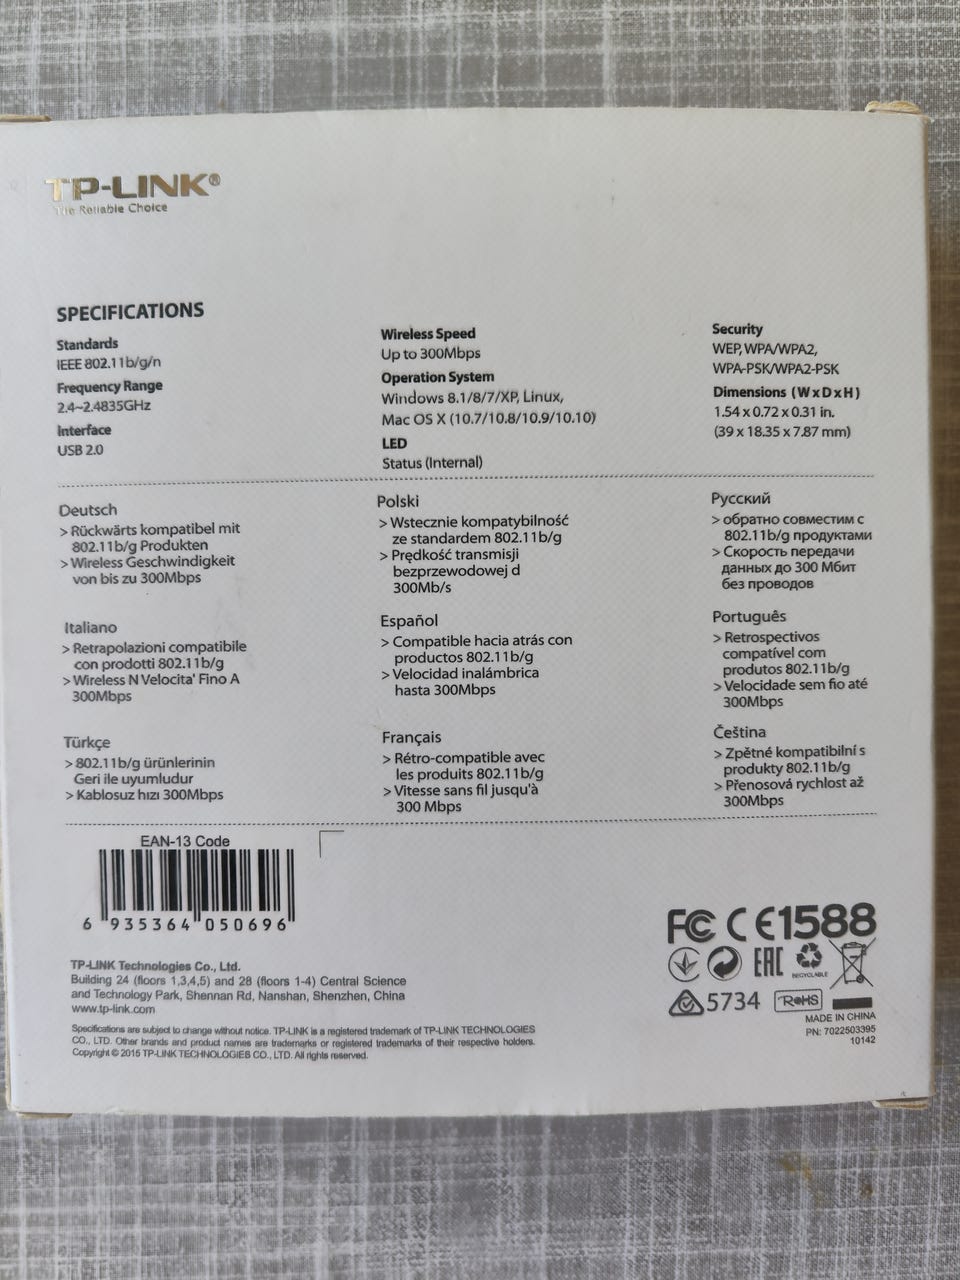 TP-LINK®
The Reliable Choice
SPECIFICATIONS
Standards
IEEE 802.11b/g/n
Frequency Range
2.4~2.4835GHz
Interface
USB 2.0
Wireless Speed
Up to 300Mbps
Operation System
Windows 8.1/8/7/XP, Linux,
Mac OS X (10.7/10.8/10.9/10.10)
LED
Status (Internal)
Security
WEP, WPA/WPA2,
WPA-PSK/WPA2-PSK
Dimensions (W x D x H)
1.54 x 0.72 x 0.31 in.
(39 x 18.35 x 7.87 mm)
Deutsch
> Rückwärts kompatibel mit
802.11b/g Produkten
> Wireless Geschwindigkeit
von bis zu 300Mbps
Polski
> Wstecznie kompatybilność
ze standardem 802.11b/g
> Prędkość transmisji
bezprzewodowej d
300Mb/s
Русский
> обратно совместим с
802.11b/g продуктами
> Скорость передачи
данных до 300 Мбит
без проводов
Italiano
> Retrapolazioni compatibile
con prodotti 802.11b/g
> Wireless N Velocita' Fino A
300Mbps
Español
> Compatible hacia atrás con
productos 802.11b/g
> Velocidad inalámbrica
hasta 300Mbps
Português
> Retrospectivos
compatível com
produtos 802.11b/g
> Velocidade sem fio até
300Mbps
Türkçe
> 802.11b/g ürünlerinin
Geri ile uyumludur
> Kablosuz hızı 300Mbps
Français
> Rétro-compatible avec
les produits 802.11b/g
> Vitesse sans fil jusqu'à
300 Mbps
Čeština
> Zpětné kompatibilní s
produkty 802.11b/g
> Přenosová rychlost až
300Mbps
EAN-13 Code
6 935364 050696
TP-LINK Technologies Co., Ltd.
Building 24 (floors 1,3,4,5) and 28 (floors 1-4) Central Science
and Technology Park, Shennan Rd, Nanshan, Shenzhen, China
www.tp-link.com
Specifications are subject to change without notice. TP-LINK is a registered trademark of TP-LINK TECHNOLOGIES
CO., LTD. Other brands and product names are trademarks or registered trademarks of their respective holders.
Copyright © 2015 TP-LINK TECHNOLOGIES CO., LTD. All rights reserved.
FC CE1588
EAC RECYCLABLE
5734 RoHS
MADE IN CHINA
PN: 7022503395
10142